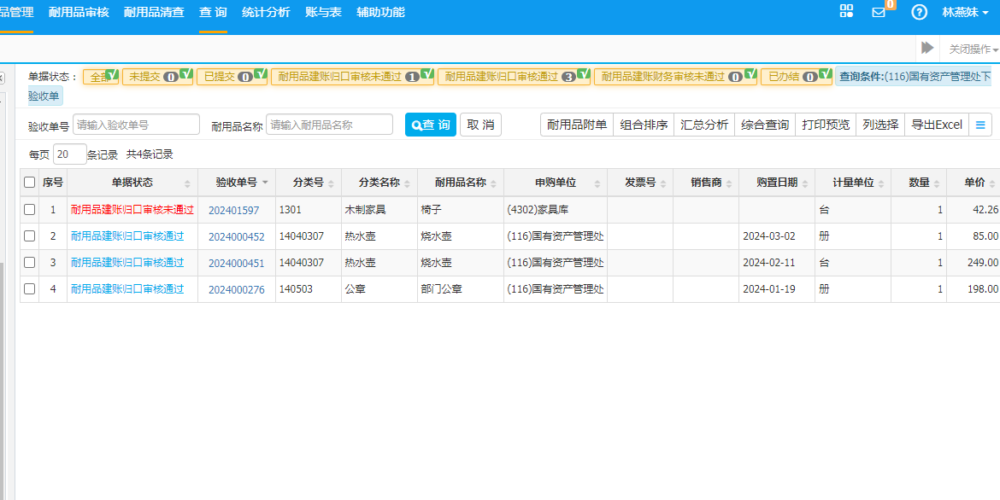 品管理 耐用品审核 耐用品清查 查 询 统计分析 账与表 辅助功能 0 林燕妹
关闭操作
单据状态： 全部 未提交 0 已提交 0 耐用品建账归口审核未通过 1 耐用品建账归口审核通过 3 耐用品建账财务审核未通过 0 已办结 0 查询条件:(116)国有资产管理处下
验收单
验收单号 请输入验收单号 耐用品名称 请输入耐用品名称 查 询 取 消 耐用品附单 组合排序 汇总分析 综合查询 打印预览 列选择 导出Excel
每页 20 条记录 共4条记录
序号 单据状态 验收单号 分类号 分类名称 耐用品名称 申购单位 发票号 销售商 购置日期 计量单位 数量 单价
1 耐用品建账归口审核未通过 202401597 1301 木制家具 椅子 (4302)家具库 台 1 42.26
2 耐用品建账归口审核通过 2024000452 14040307 热水壶 烧水壶 (116)国有资产管理处 2024-03-02 册 1 85.00
3 耐用品建账归口审核通过 2024000451 14040307 热水壶 烧水壶 (116)国有资产管理处 2024-02-11 台 1 249.00
4 耐用品建账归口审核通过 2024000276 140503 公章 部门公章 (116)国有资产管理处 2024-01-19 册 1 198.00